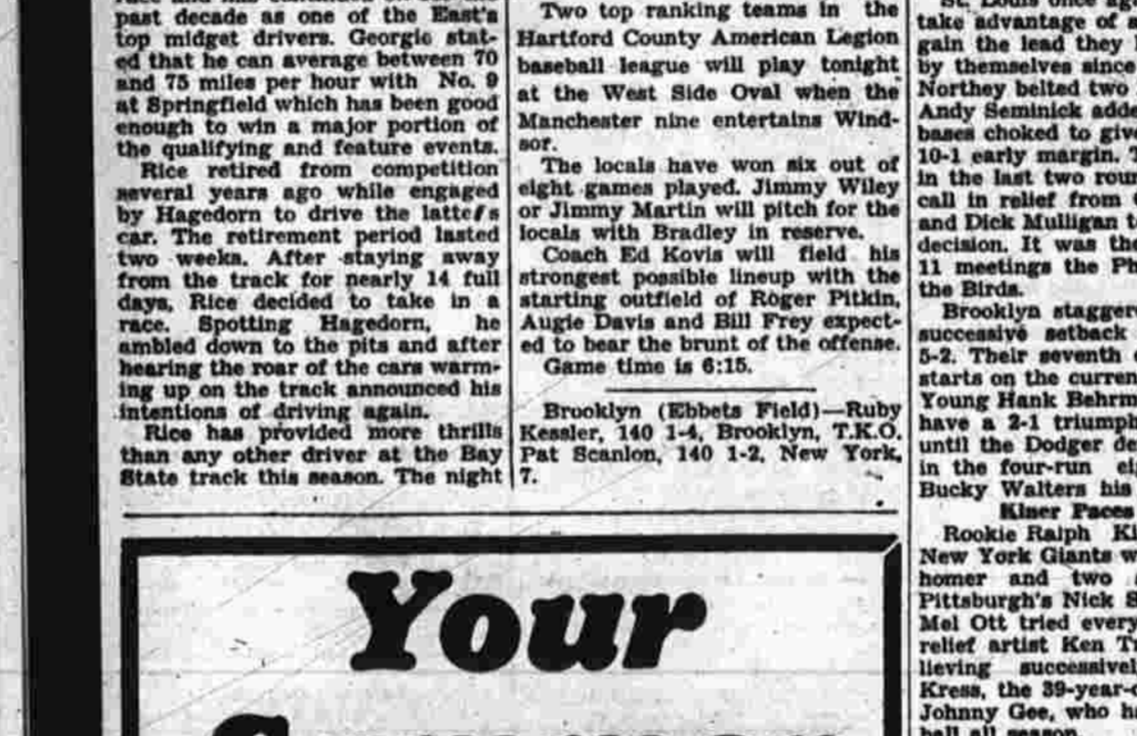 past decade as one of the East's
top midget drivers. Georgie stat-
ed that he can average between 70
and 75 miles per hour with No. 9
at Springfield which has been good
enough to win a major portion of
the qualifying and feature events.
Rice retired from competition
several years ago while engaged
by Hagedorn to drive the latter's
car. The retirement period lasted
two weeks. After staying away
from the track for nearly 14 full
days, Rice decided to take in a
race. Spotting Hagedorn, he
ambled down to the pits and after
hearing the roar of the cars warm-
ing up on the track announced his
intentions of driving again.
Rice has provided more thrills
than any other driver at the Bay
State track this season. The night
Two top ranking teams in the
Hartford County American Legion
baseball league will play tonight
at the West Side Oval when the
Manchester nine entertains Wind-
sor.
The locals have won six out of
eight games played. Jimmy Wiley
or Jimmy Martin will pitch for the
locals with Bradley in reserve.
Coach Ed Kovis will field his
strongest possible lineup with the
starting outfield of Roger Pitkin,
Augie Davis and Bill Frey expect-
ed to bear the brunt of the offense.
Game time is 6:15.
Brooklyn (Ebbets Field)—Ruby
Kessler, 140 1-4, Brooklyn, T.K.O.
Pat Scanlon, 140 1-2, New York,
7.
St. Louis once
take advantage of
gain the lead they
by themselves since
Northey belted two
Andy Seminick
bases choked to
10-1 early margin.
in the last two
call in relief from
and Dick Mulligan
decision. It was the
11 meetings the
the Birds.
Brooklyn
successive setback
5-2. Their seventh
starts on the
Young Hank
have a 2-1
until the Dodger
in the four-run
Bucky Walters his
Kiner Paces
Rookie Ralph
New York Giants
homer and two
Pittsburgh's Nick
Mel Ott tried
relief artist Ken
lieving
Kress, the
Johnny Gee, who
ball all season.
Your